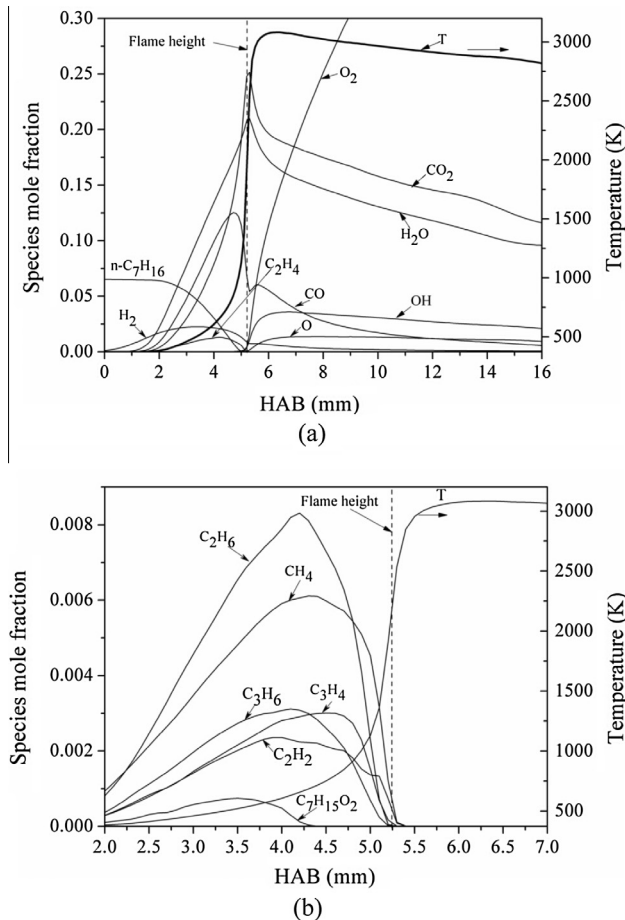 0.30
0.25
0.20
0.15
0.10
0.05
0.00
Species mole fraction
Flame height
T
O₂
CO₂
H₂O
n-C₇H₁₆
C₂H₄
H₂
CO
OH
O
3000
2500
2000
1500
1000
500
Temperature (K)
0 2 4 6 8 10 12 14 16
HAB (mm)
(a)
0.008
0.006
0.004
0.002
0.000
Species mole fraction
Flame height
T
C₂H₆
CH₄
C₃H₆
C₃H₄
C₂H₂
C₇H₁₅O₂
3000
2500
2000
1500
1000
500
Temperature (K)
2.0 2.5 3.0 3.5 4.0 4.5 5.0 5.5 6.0 6.5 7.0
HAB (mm)
(b)